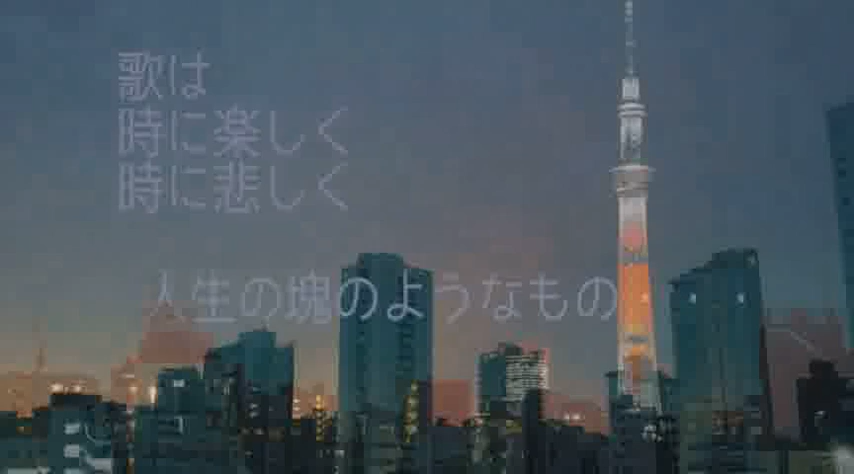 歌は
時に楽しく
時に悲しく
人生の塊のようなもの